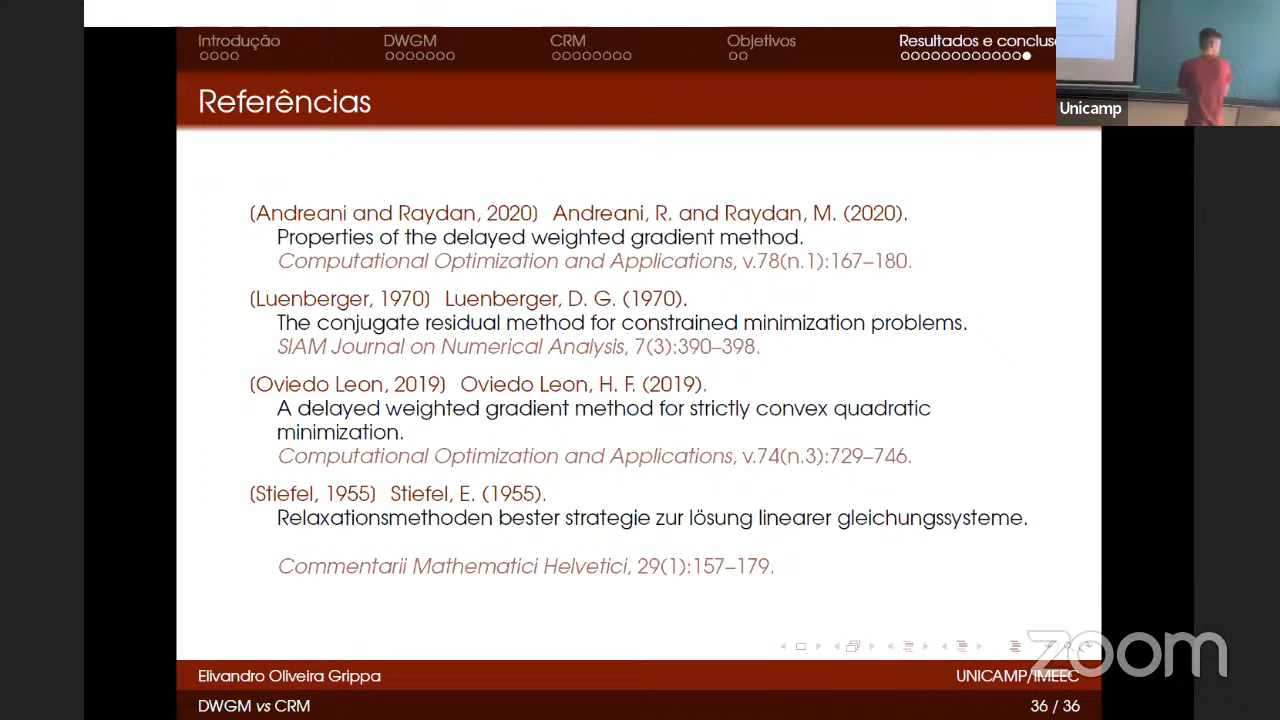 Introdução DWGM CRM Objetivos Resultados e conclusõ
Unicamp
Referências
[Andreani and Raydan, 2020] Andreani, R. and Raydan, M. (2020).
Properties of the delayed weighted gradient method.
Computational Optimization and Applications, v.78(n.1):167–180.
[Luenberger, 1970] Luenberger, D. G. (1970).
The conjugate residual method for constrained minimization problems.
SIAM Journal on Numerical Analysis, 7(3):390–398.
[Oviedo Leon, 2019] Oviedo Leon, H. F. (2019).
A delayed weighted gradient method for strictly convex quadratic
minimization.
Computational Optimization and Applications, v.74(n.3):729–746.
[Stiefel, 1955] Stiefel, E. (1955).
Relaxationsmethoden bester strategie zur lösung linearer gleichungssysteme.
Commentarii Mathematici Helvetici, 29(1):157–179.
zoom
Elivandro Oliveira Grippa UNICAMP/IMEEC
DWGM vs CRM 36 / 36